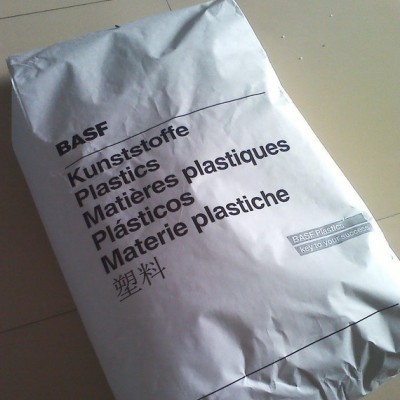 BASF
Kunststoffe
Plastics
Matières plastiques
Plásticos
Materie plastiche
塑料
BASF Plastics
key to your success